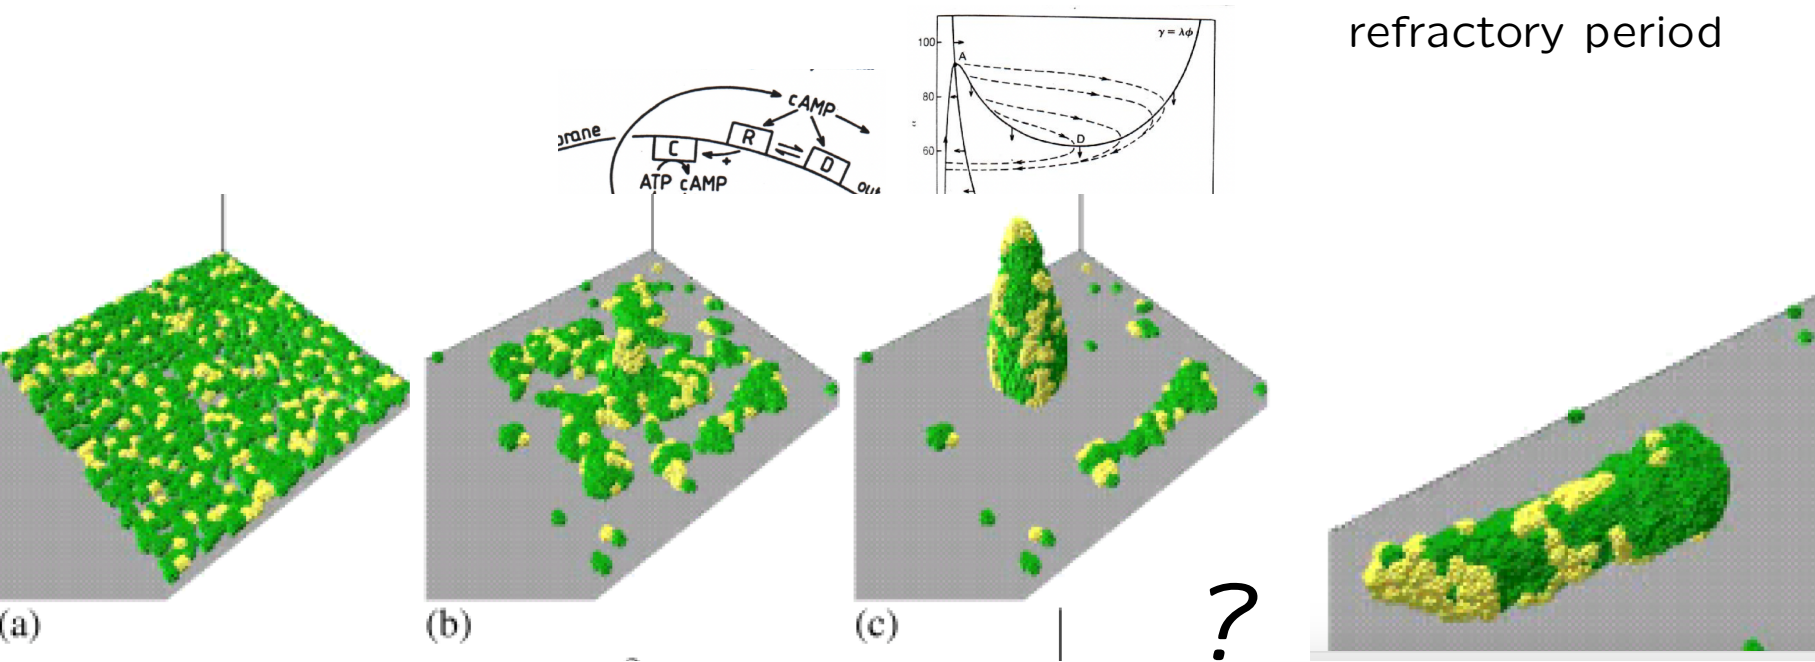 refractory period
γ = λφ
100
A
80
D
60
cAMP
R
C
D
+
ATP cAMP
(a)
(b)
(c)
?